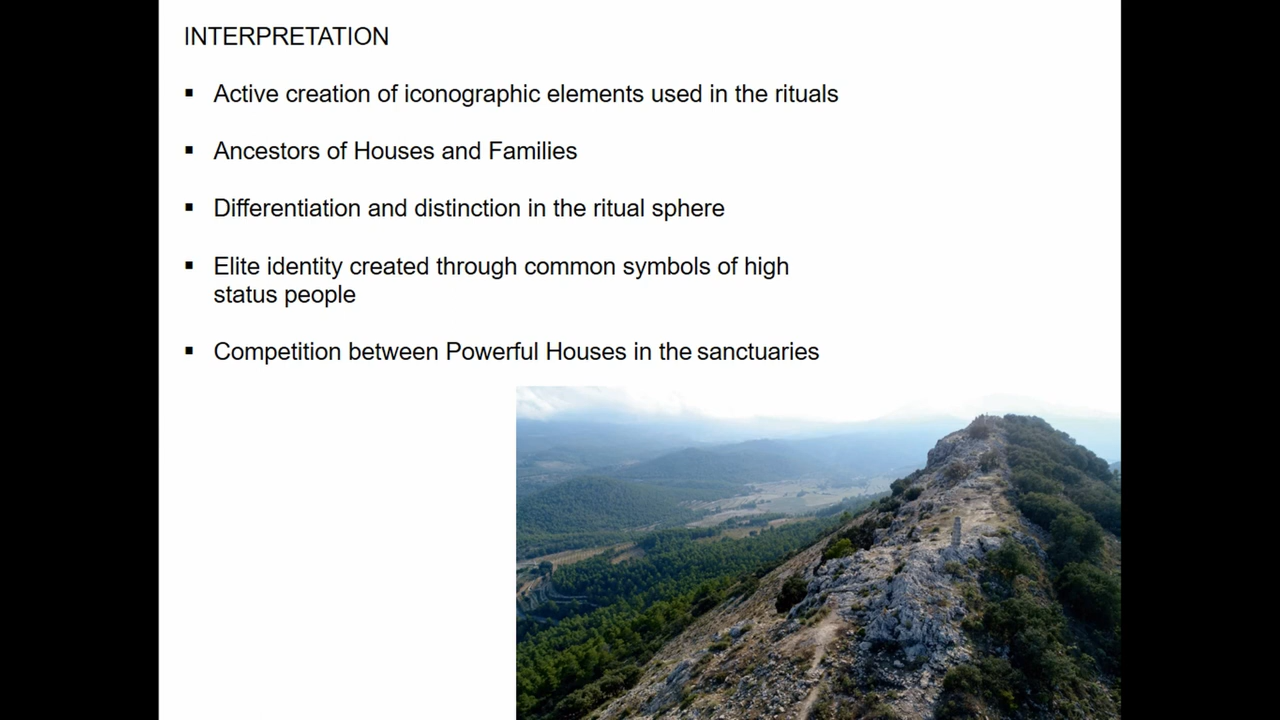 INTERPRETATION
▪ Active creation of iconographic elements used in the rituals
▪ Ancestors of Houses and Families
▪ Differentiation and distinction in the ritual sphere
▪ Elite identity created through common symbols of high
status people
▪ Competition between Powerful Houses in the sanctuaries